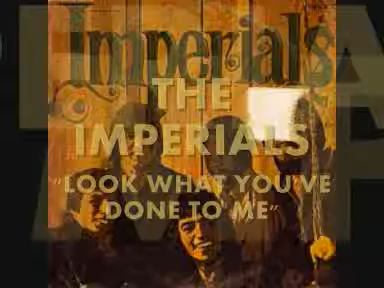 Imperials
THE
IMPERIALS
"LOOK WHAT YOU'VE
DONE TO ME"